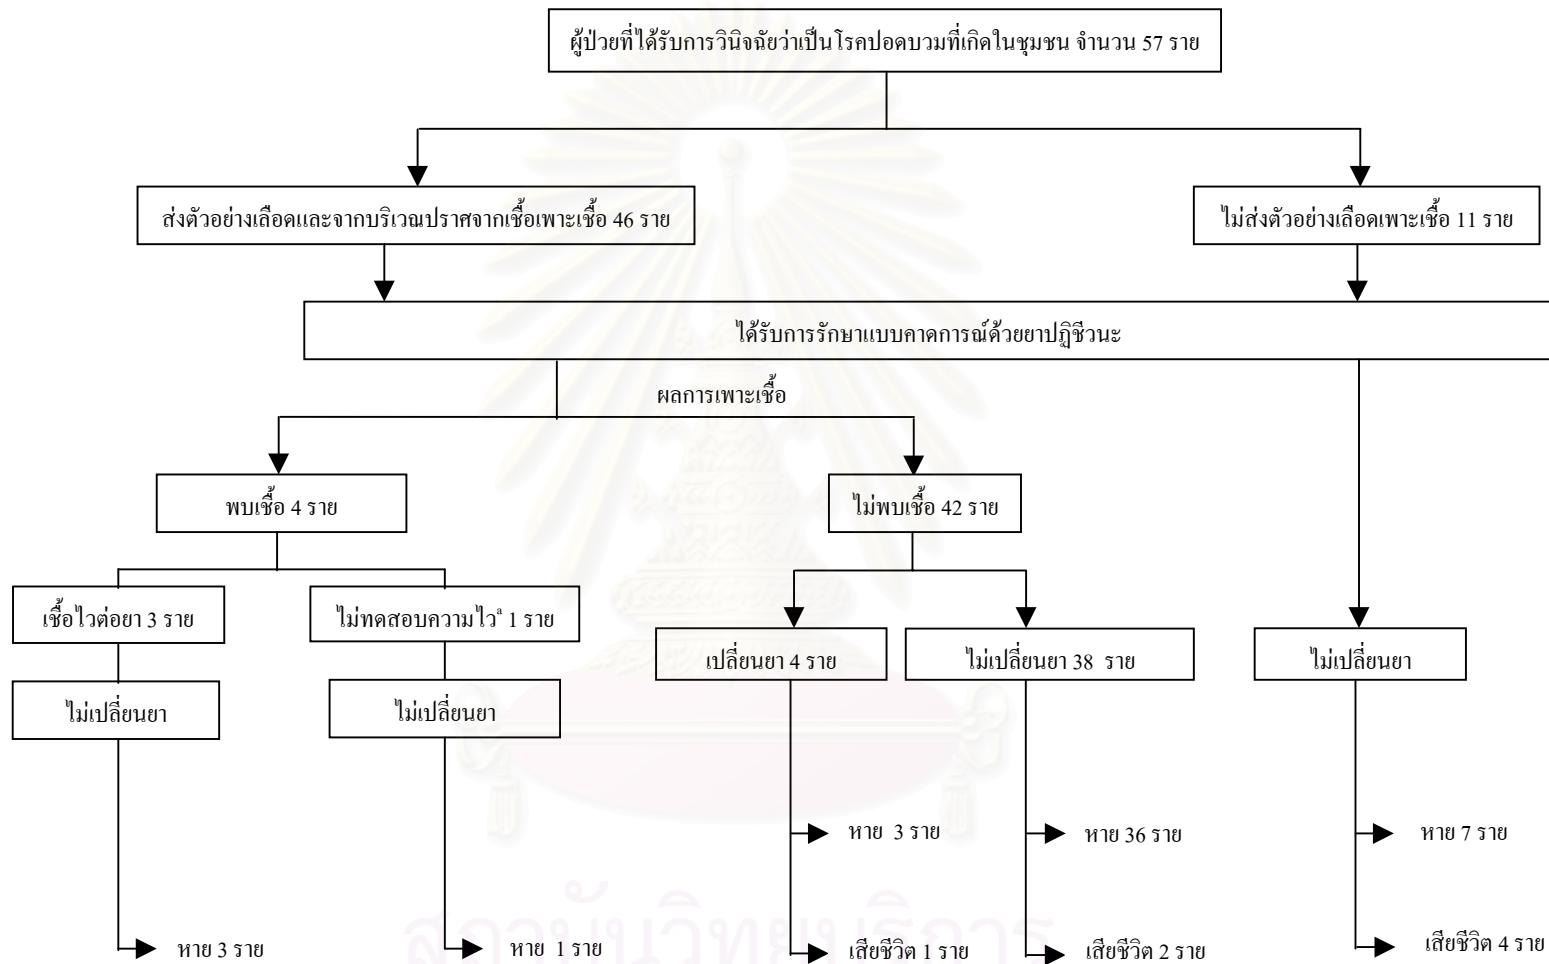 ผู้ป่วยที่ได้รับการวินิจฉัยว่าเป็นโรคปอดบวมที่เกิดในชุมชน จำนวน 57 ราย
ส่งตัวอย่างเลือดและจากบริเวณปราศจากเชื้อเพาะเชื้อ 46 ราย
ไม่ส่งตัวอย่างเลือดเพาะเชื้อ 11 ราย
ได้รับการรักษาแบบคาดการณ์ด้วยยาปฏิชีวนะ
ผลการเพาะเชื้อ
พบเชื้อ 4 ราย
ไม่พบเชื้อ 42 ราย
เชื้อไวต่อยา 3 ราย
ไม่ทดสอบความไวª 1 ราย
เปลี่ยนยา 4 ราย
ไม่เปลี่ยนยา 38 ราย
ไม่เปลี่ยนยา
ไม่เปลี่ยนยา
ไม่เปลี่ยนยา
หาย 3 ราย
หาย 36 ราย
หาย 7 ราย
หาย 3 ราย
หาย 1 ราย
เสียชีวิต 1 ราย
เสียชีวิต 2 ราย
เสียชีวิต 4 ราย
สถาบันวิทยบริการ